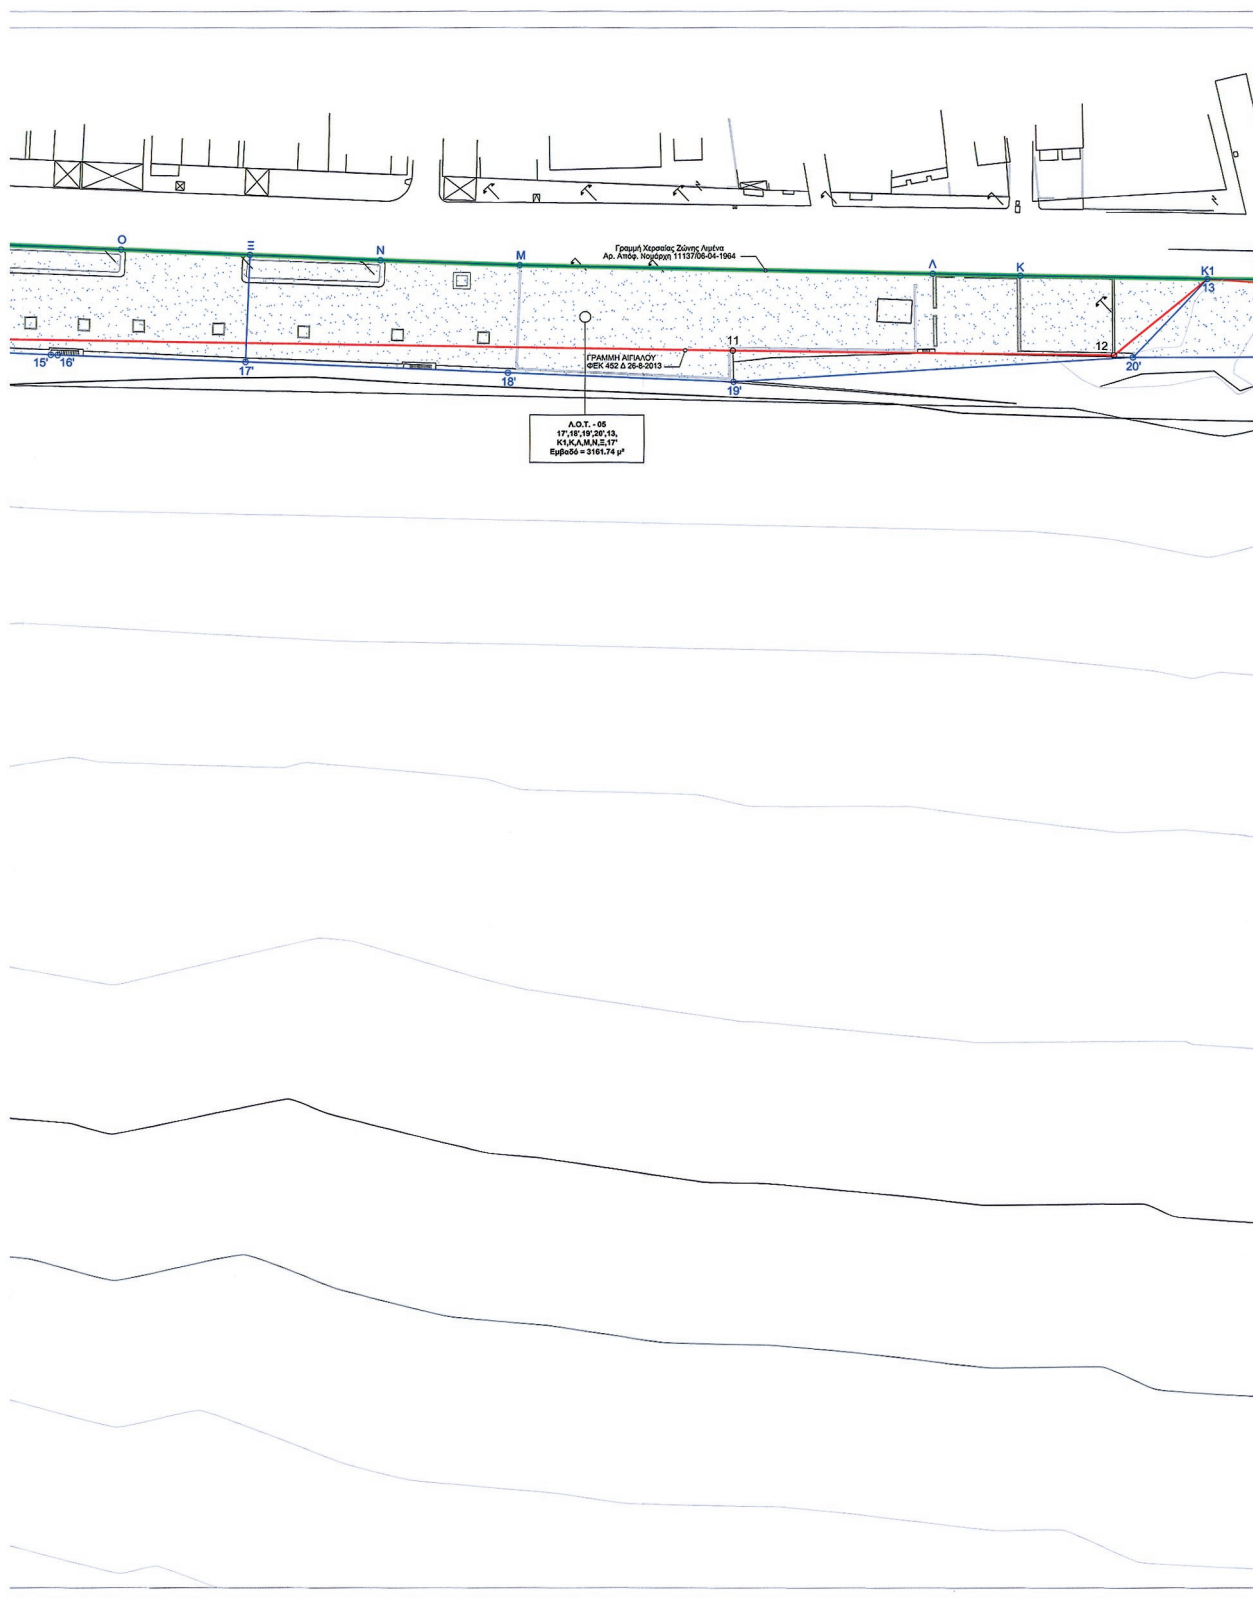 Γραμμή Χερσαίας Ζώνης Λιμένα
Αρ. Απόφ. Νομάρχη 11137/06-04-1964
Ο
Ξ
Ν
Μ
Λ
Κ
Κ1
13
11
12
ΓΡΑΜΜΗ ΑΙΓΙΑΛΟΥ
ΦΕΚ 452 Δ 26-8-2013
15'
16'
17'
18'
19'
20'
Λ.Ο.Τ. - 05
17',18',19',20',13,
Κ1,Κ,Λ,Μ,Ν,Ξ,17'
Εμβαδό = 3161.74 μ²